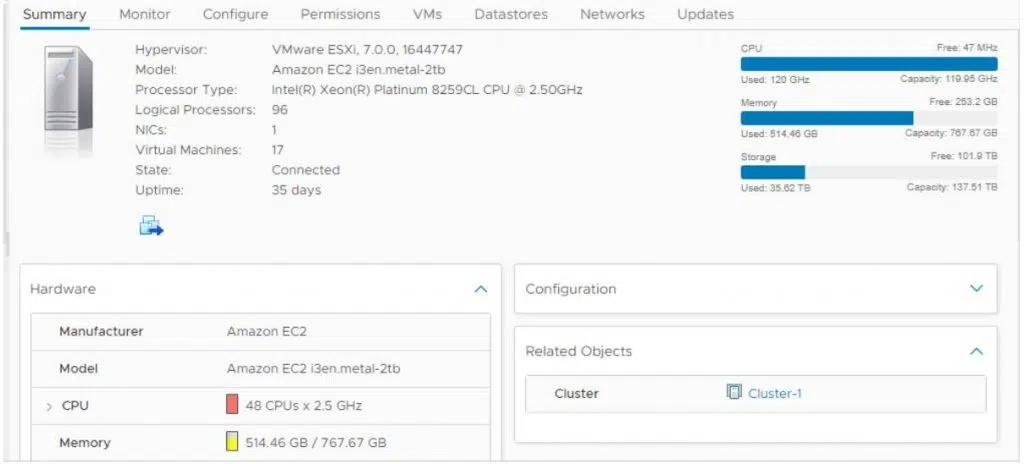 Summary Monitor Configure Permissions VMs Datastores Networks Updates
Hypervisor: VMware ESXi, 7.0.0, 16447747
Model: Amazon EC2 i3en.metal-2tb
Processor Type: Intel(R) Xeon(R) Platinum 8259CL CPU @ 2.50GHz
Logical Processors: 96
NICs: 1
Virtual Machines: 17
State: Connected
Uptime: 35 days
CPU Free: 47 MHz
Used: 120 GHz Capacity: 119.95 GHz
Memory Free: 253.2 GB
Used: 514.46 GB Capacity: 767.67 GB
Storage Free: 101.9 TB
Used: 35.62 TB Capacity: 137.51 TB
Hardware
Manufacturer Amazon EC2
Model Amazon EC2 i3en.metal-2tb
CPU 48 CPUs x 2.5 GHz
Memory 514.46 GB / 767.67 GB
Configuration
Related Objects
Cluster Cluster-1